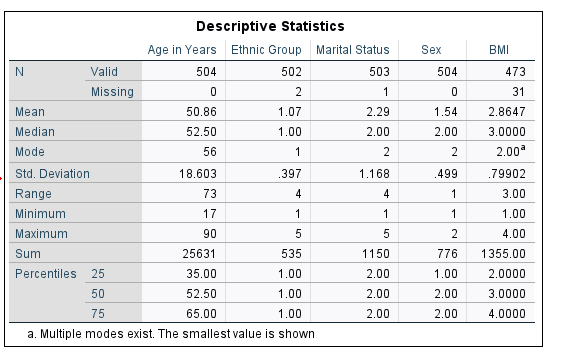 Descriptive Statistics
Age in Years Ethnic Group Marital Status Sex BMI
N Valid 504 502 503 504 473
Missing 0 2 1 0 31
Mean 50.86 1.07 2.29 1.54 2.8647
Median 52.50 1.00 2.00 2.00 3.0000
Mode 56 1 2 2 2.00a
Std. Deviation 18.603 .397 1.168 .499 .79902
Range 73 4 4 1 3.00
Minimum 17 1 1 1 1.00
Maximum 90 5 5 2 4.00
Sum 25631 535 1150 776 1355.00
Percentiles 25 35.00 1.00 2.00 1.00 2.0000
50 52.50 1.00 2.00 2.00 3.0000
75 65.00 1.00 2.00 2.00 4.0000
a. Multiple modes exist. The smallest value is shown